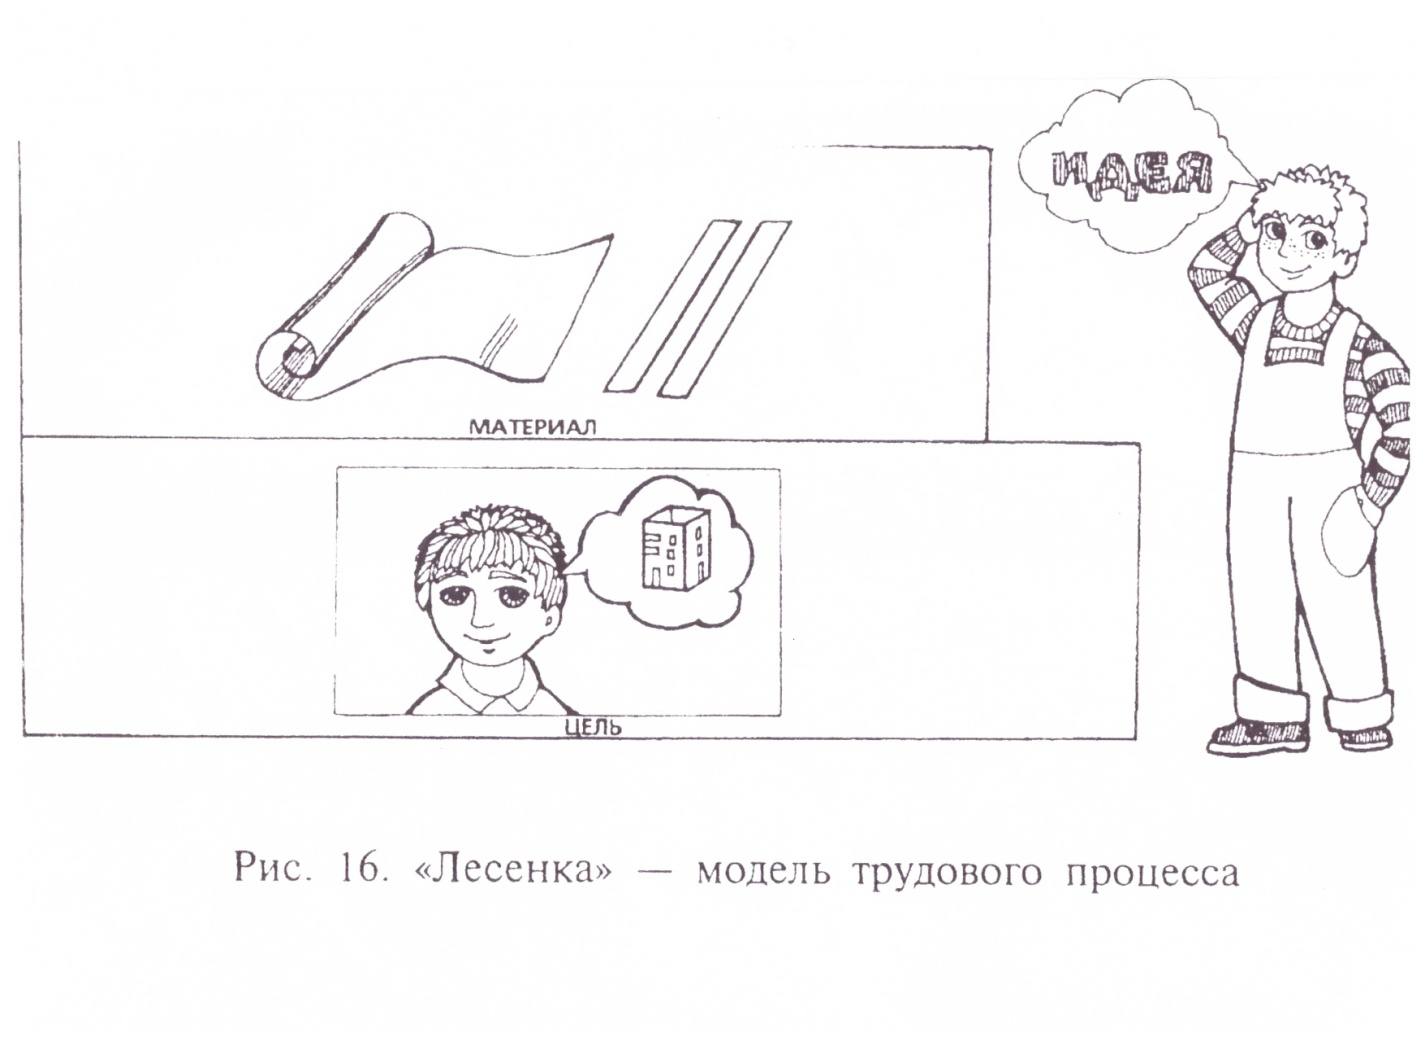 ИДЕЯ
МАТЕРИАЛ
ЦЕЛЬ
Рис. 16. «Лесенка» — модель трудового процесса